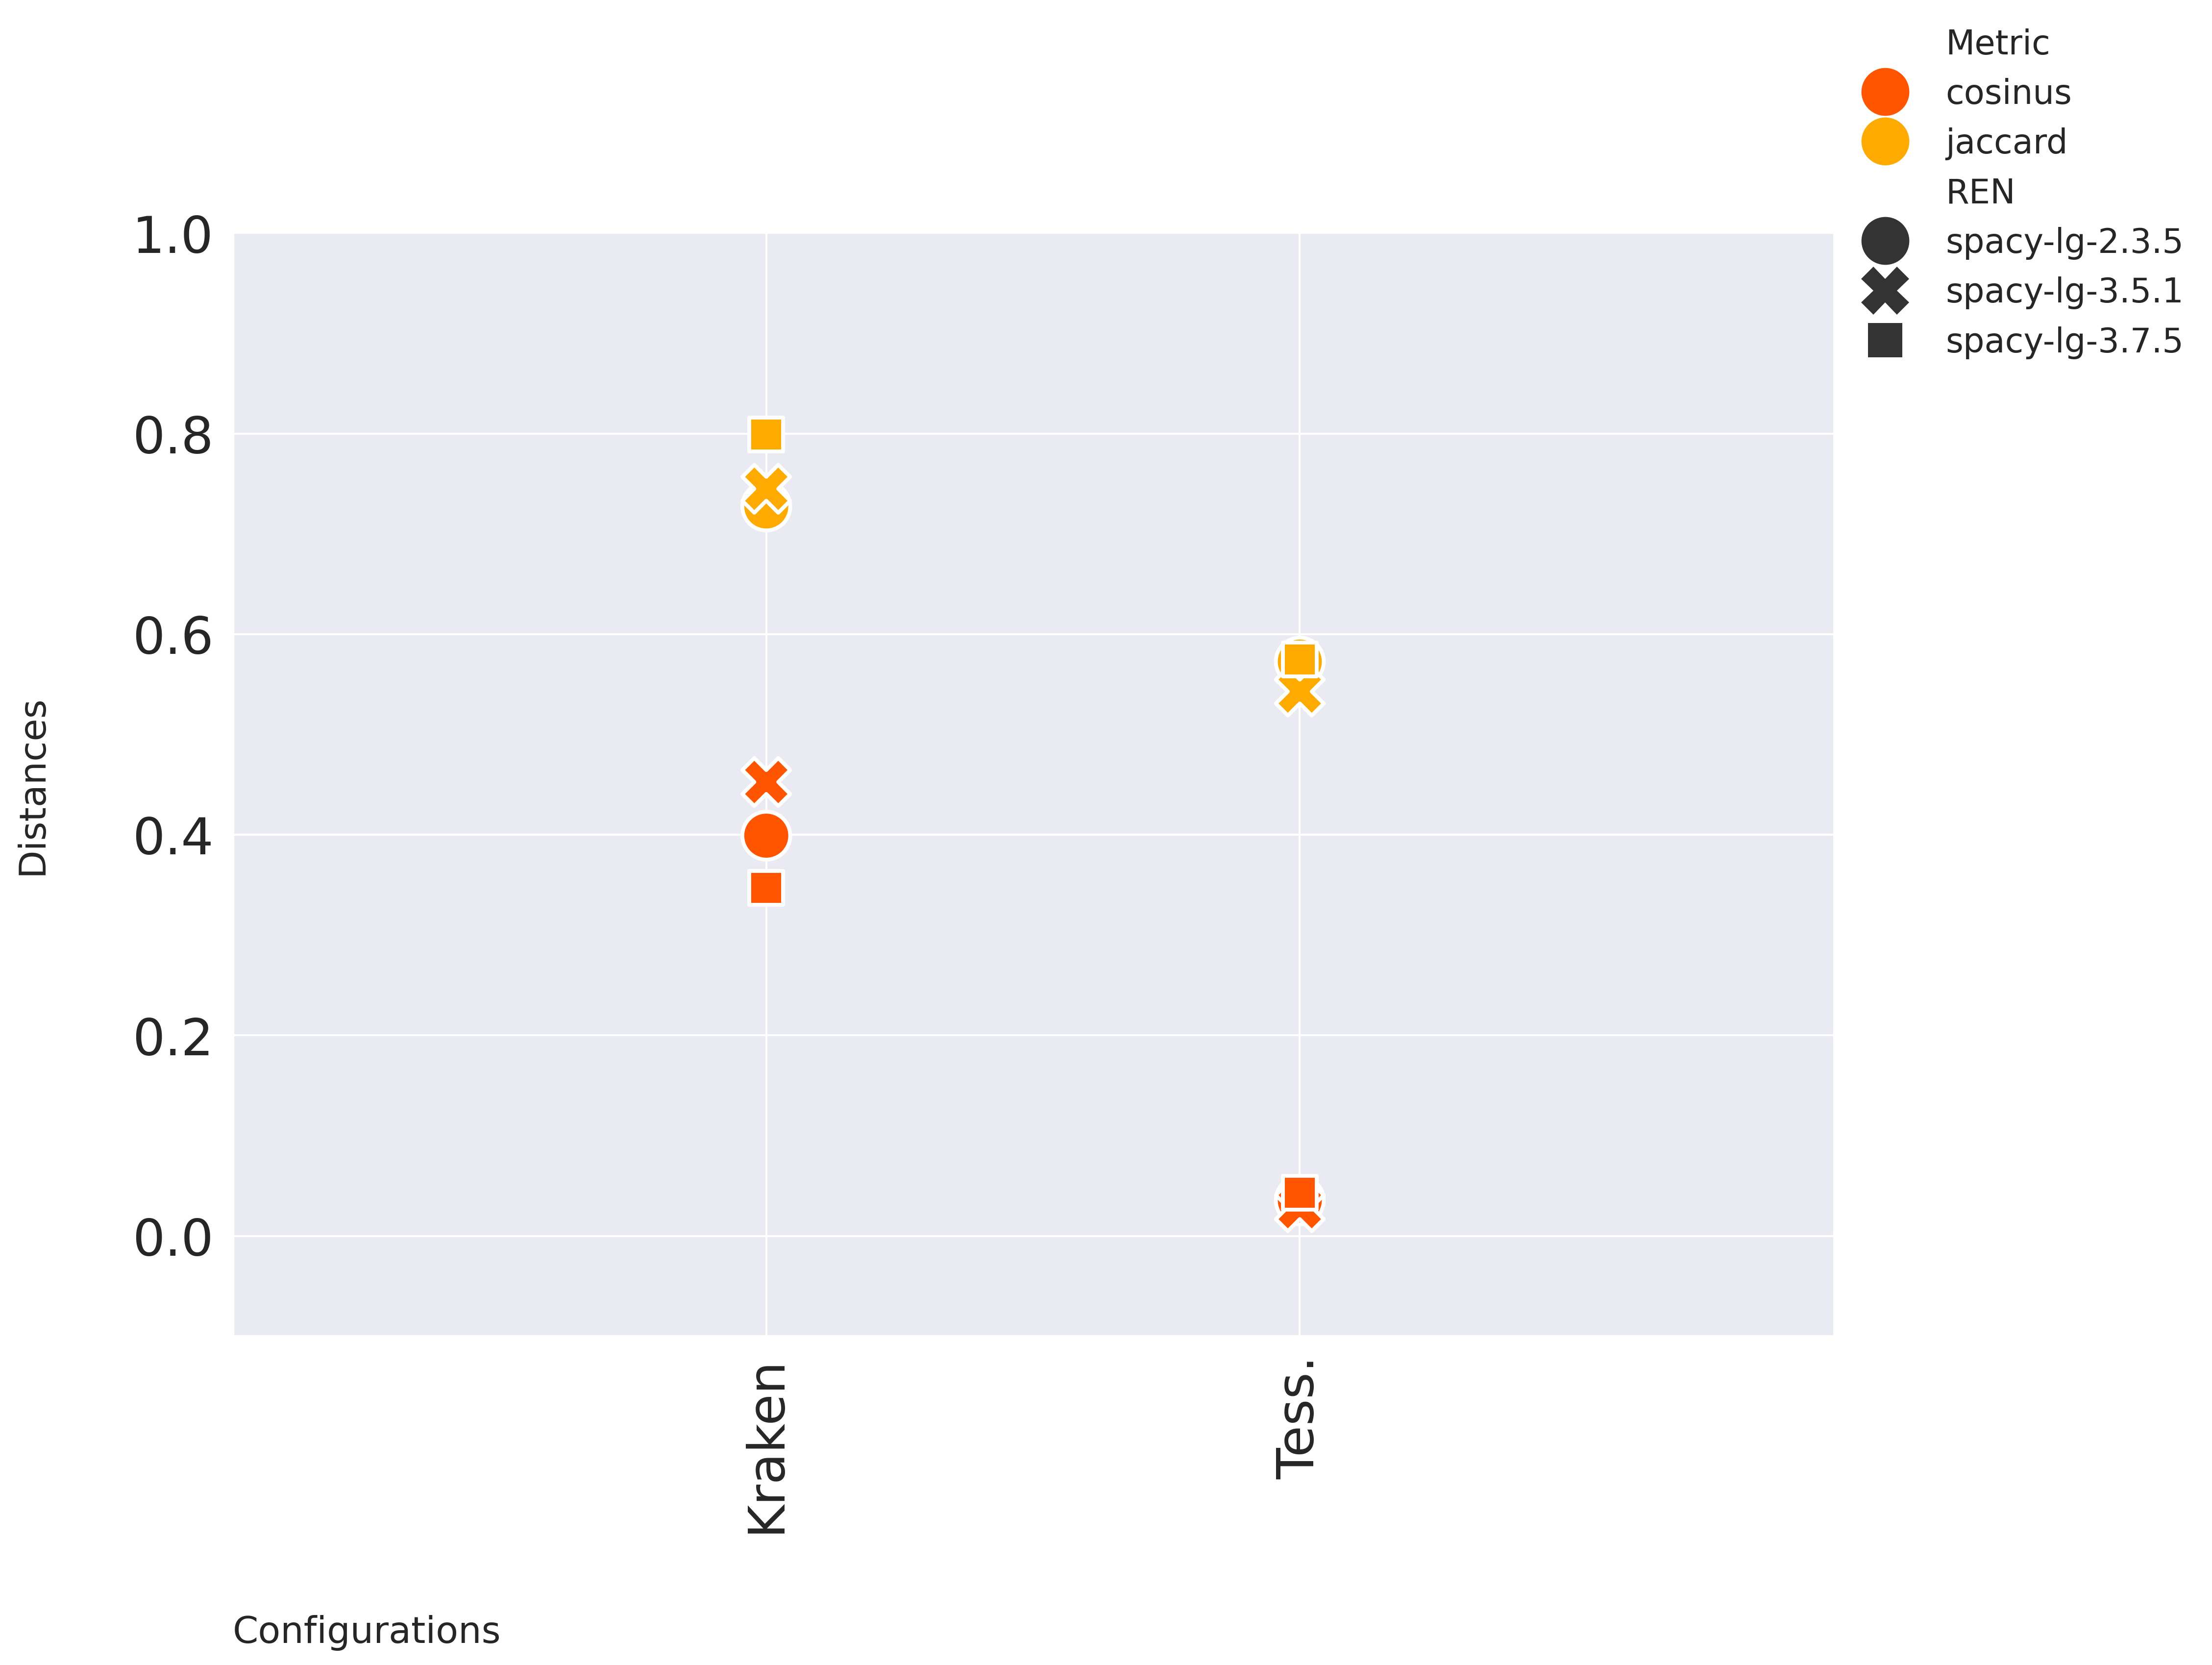 Metric
cosinus
jaccard
REN
spacy-lg-2.3.5
spacy-lg-3.5.1
spacy-lg-3.7.5
1.0
0.8
0.6
0.4
0.2
0.0
Distances
Kraken
Tess.
Configurations